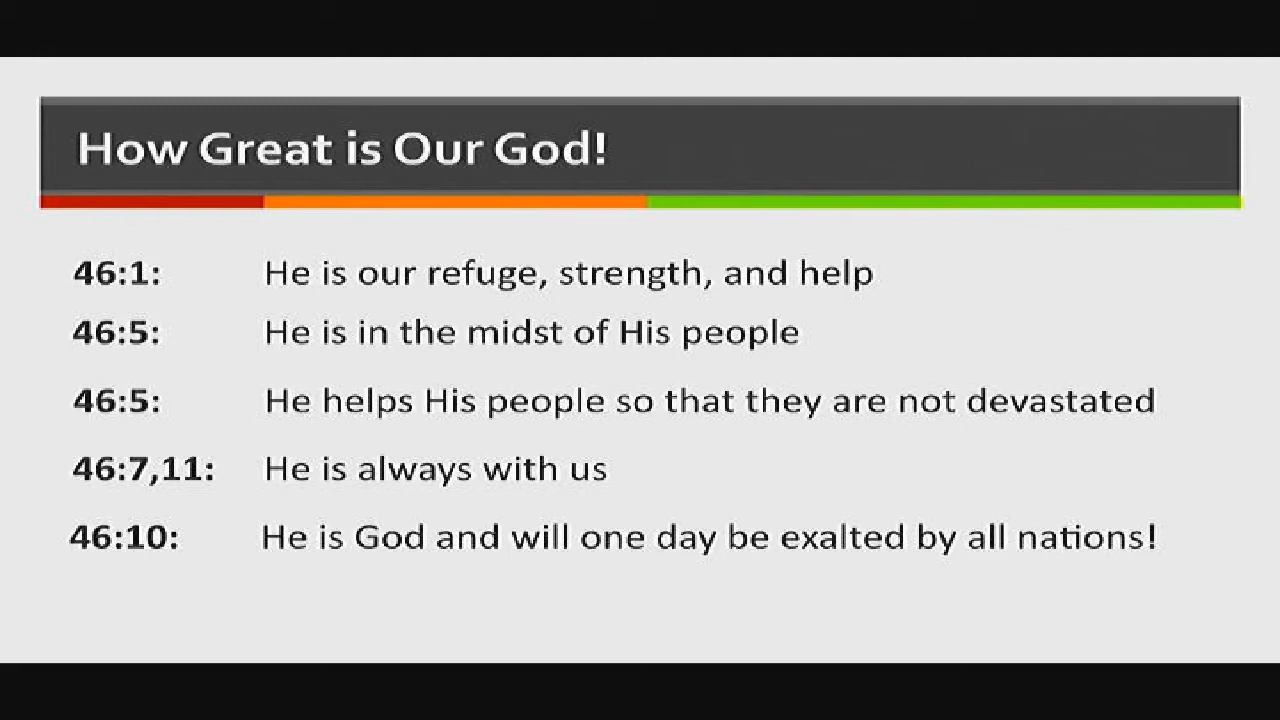 How Great is Our God!
46:1: He is our refuge, strength, and help
46:5: He is in the midst of His people
46:5: He helps His people so that they are not devastated
46:7,11: He is always with us
46:10: He is God and will one day be exalted by all nations!